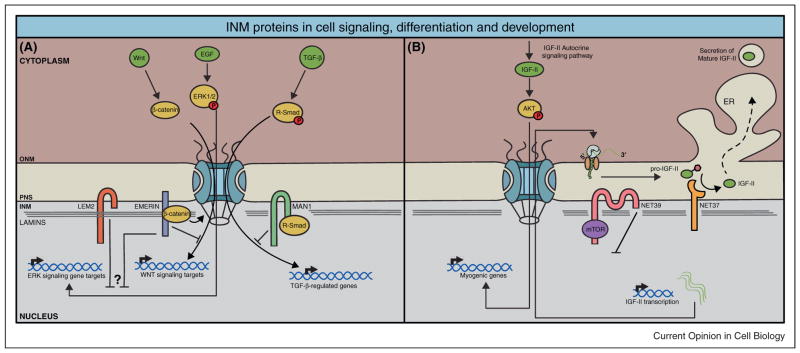 INM proteins in cell signaling, differentiation and development
(A)
CYTOPLASM
Wnt
EGF
TGF-β
β-catenin
ERK1/2
P
R-Smad
P
ONM
PNS
INM
LAMINS
LEM2
EMERIN
β-catenin
MAN1
R-Smad
ERK signaling gene targets
?
WNT signaling targets
TGF-β-regulated genes
NUCLEUS
(B)
IGF-II Autocrine
signaling pathway
IGF-II
AKT
P
Secretion of
Mature IGF-II
ER
5'
3'
pro-IGF-II
IGF-II
NET39
NET37
mTOR
Myogenic genes
IGF-II transcription
Current Opinion in Cell Biology